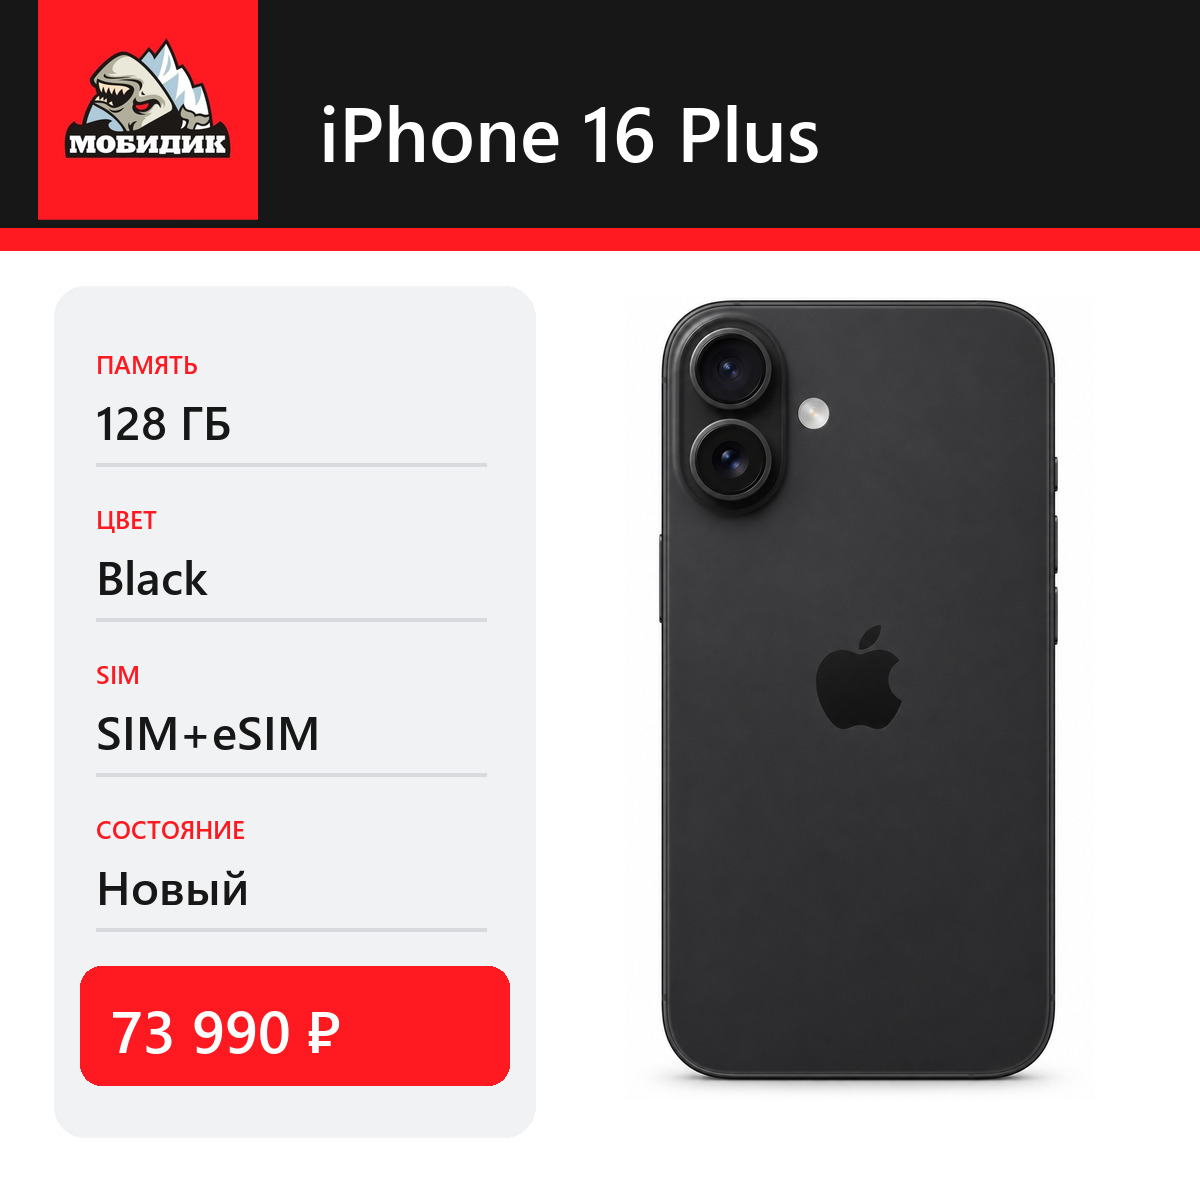 МОБИДИК
iPhone 16 Plus
ПАМЯТЬ
128 ГБ
ЦВЕТ
Black
SIM
SIM+eSIM
СОСТОЯНИЕ
Новый
73 990 ₽